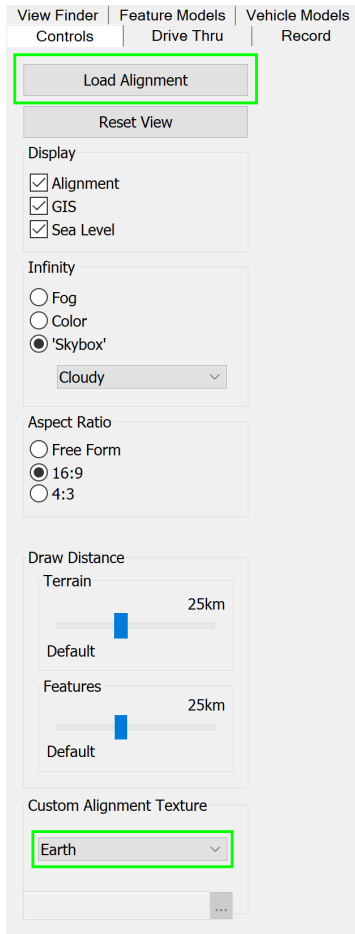 View Finder Feature Models Vehicle Models
Controls Drive Thru Record
Load Alignment
Reset View
Display
Alignment
GIS
Sea Level
Infinity
Fog
Color
'Skybox'
Cloudy
Aspect Ratio
Free Form
16:9
4:3
Draw Distance
Terrain
25km
Default
Features
25km
Default
Custom Alignment Texture
Earth
...